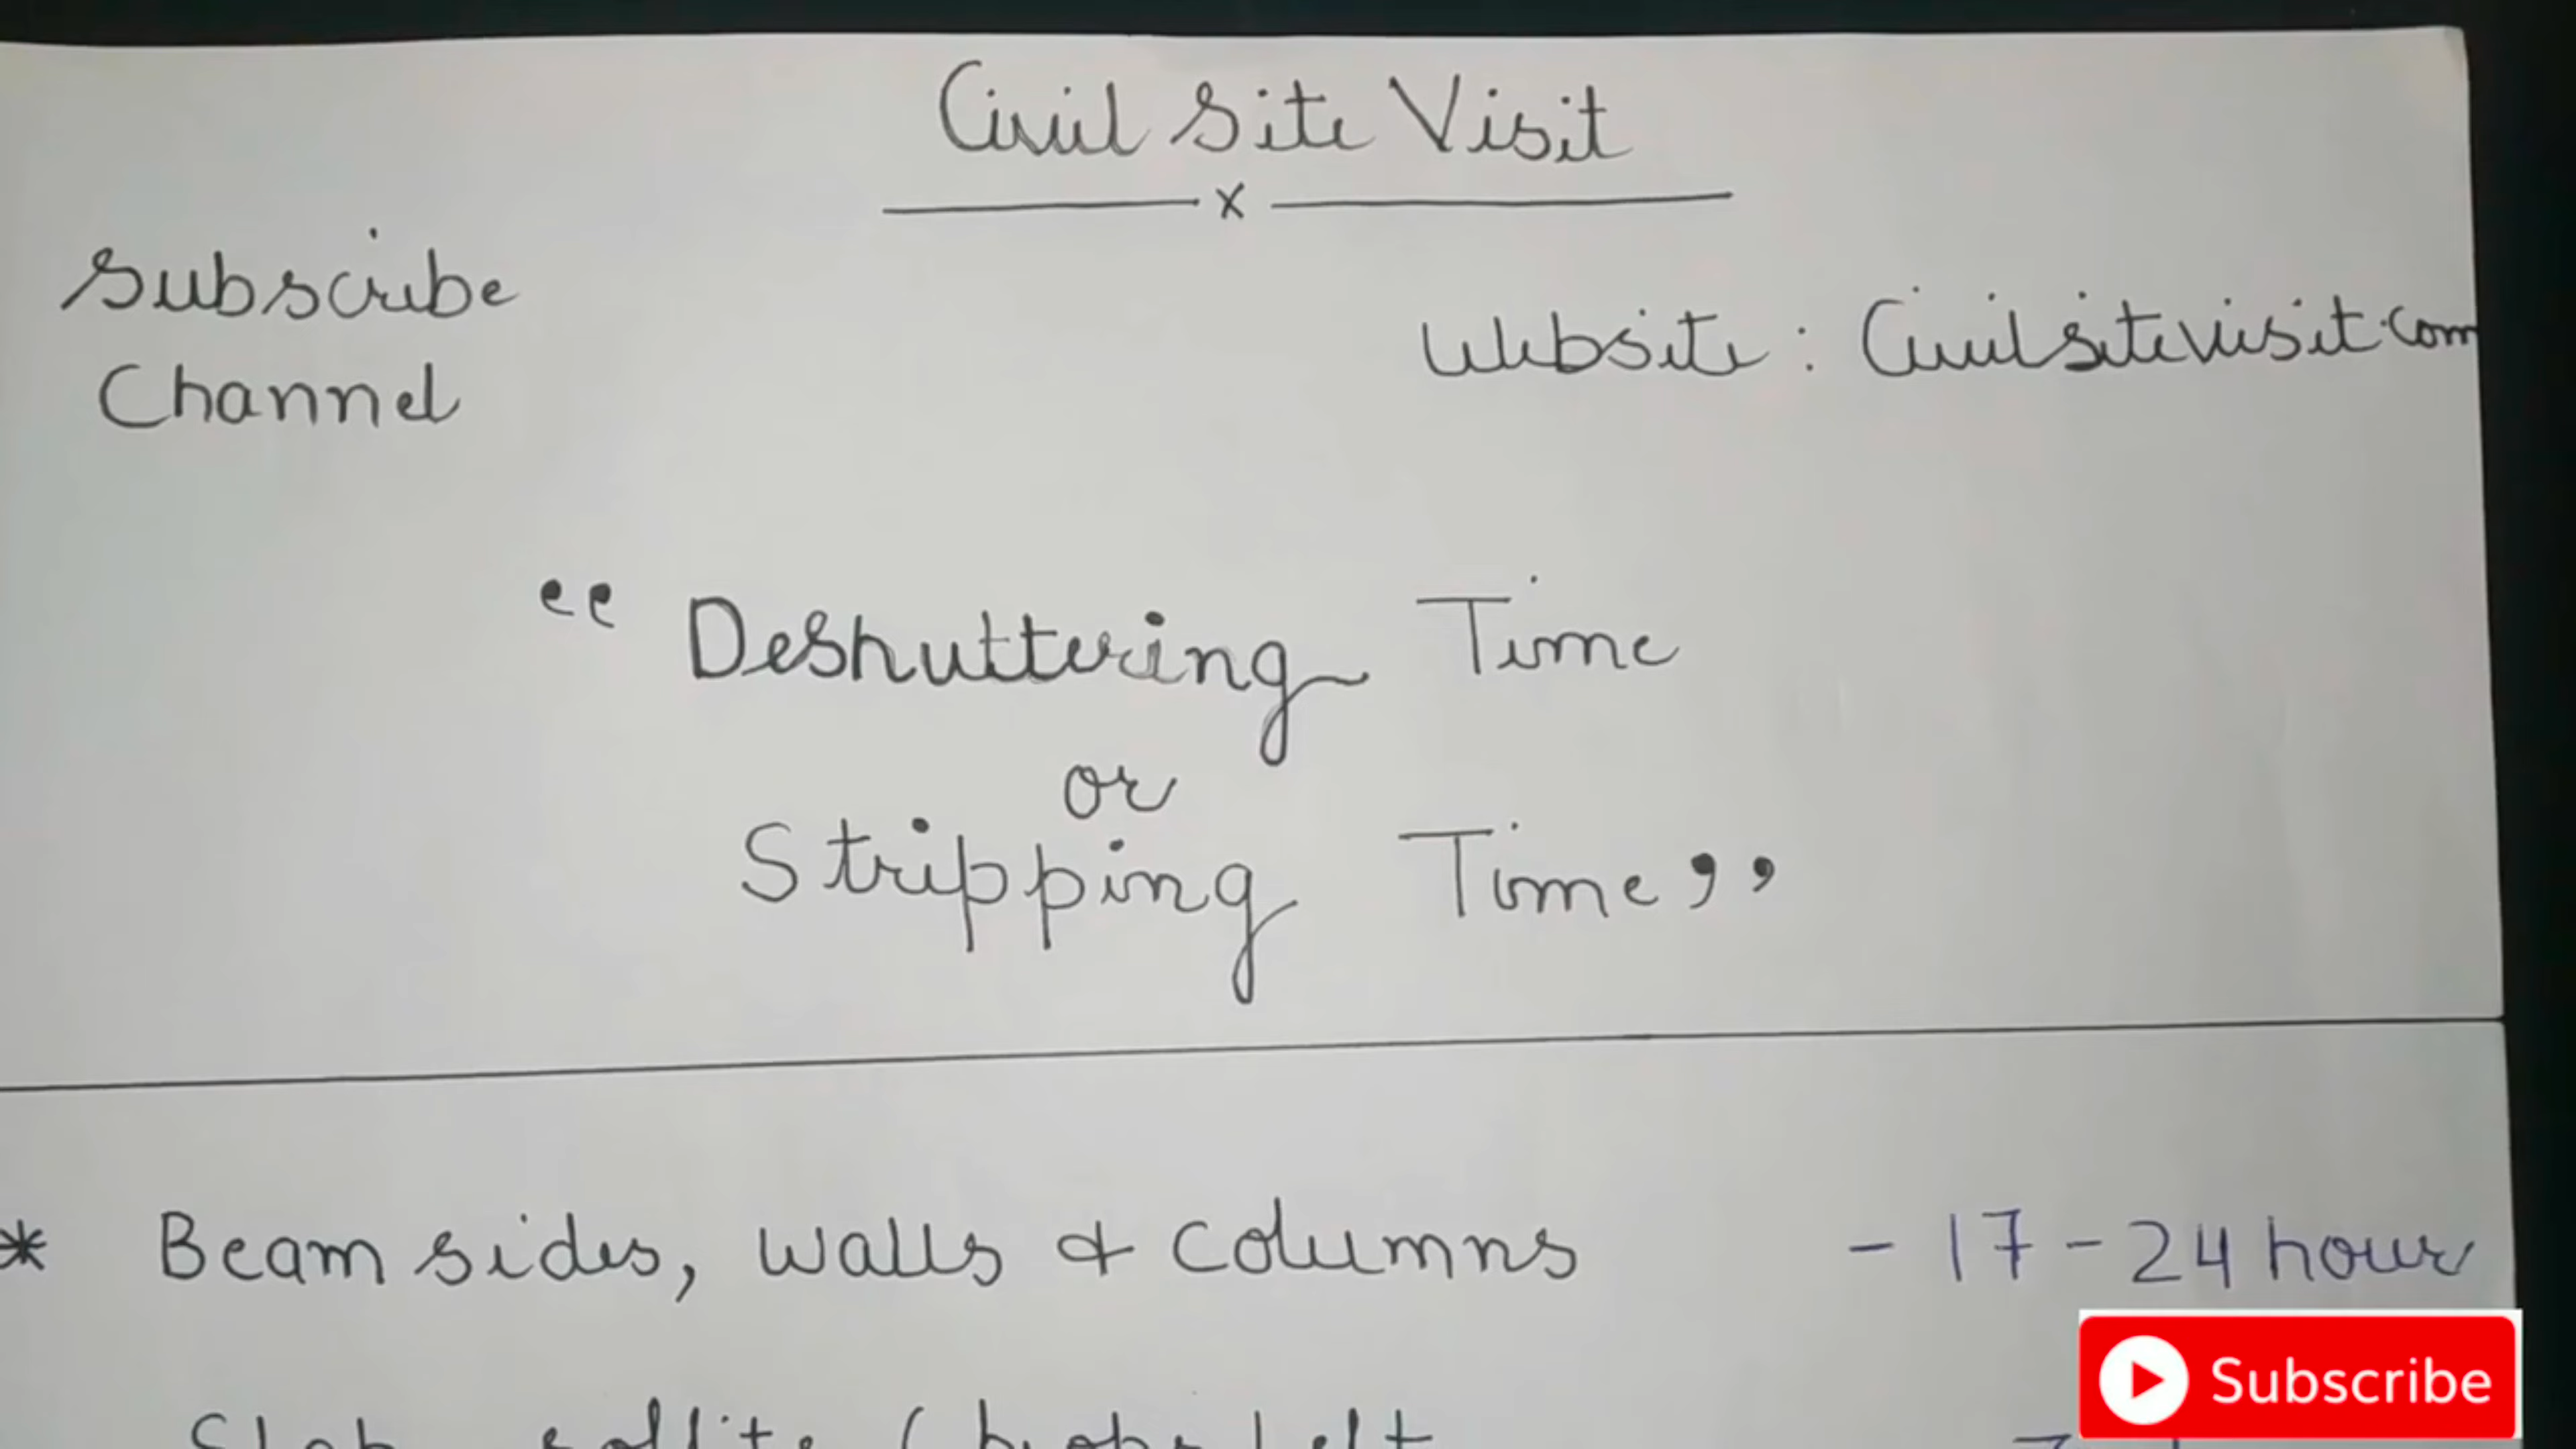 Civil Site Visit
x
Subscribe
Channel
Website : Civilsitevisit.com
“ Deshuttering Time
or
Stripping Time ”
* Beam sides, walls & columns - 17-24 hour
Subscribe